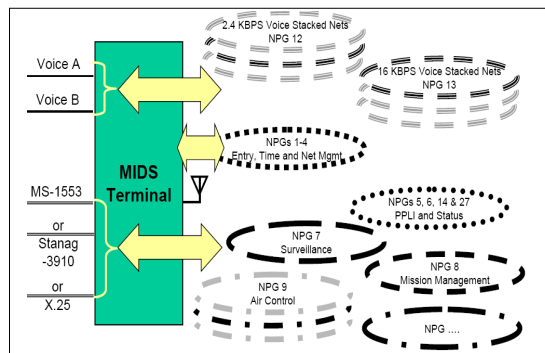 2.4 KBPS Voice Stacked Nets
NPG 12
16 KBPS Voice Stacked Nets
NPG 13
Voice A
Voice B
NPGs 1-4
Entry, Time and Net Mgmt
MIDS
Terminal
MS-1553
or
Stanag
-3910
or
X.25
NPGs 5, 6, 14 & 27
PPLI and Status
NPG 7
Surveillance
NPG 8
Mission Management
NPG 9
Air Control
NPG ....